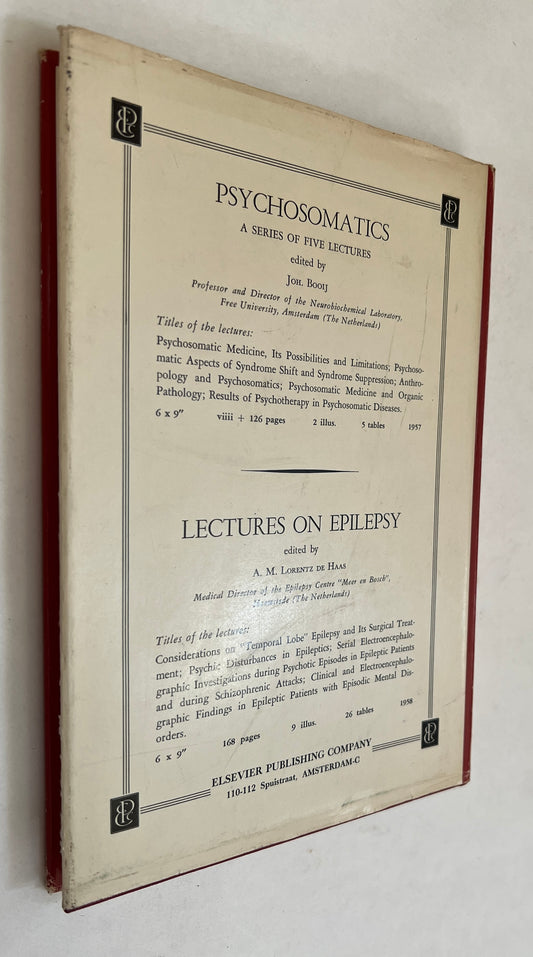 PSYCHOSOMATICS
A SERIES OF FIVE LECTURES
edited by
JOH. BOOIJ
Professor and Director of the Neurobiochemical Laboratory,
Free University, Amsterdam (The Netherlands)
Titles of the lectures:
Psychosomatic Medicine, Its Possibilities and Limitations; Psychoso-
matic Aspects of Syndrome Shift and Syndrome Suppression; Anthro-
pology and Psychosomatics; Psychosomatic Medicine and Organic
Pathology; Results of Psychotherapy in Psychosomatic Diseases.
6 x 9" viiii + 126 pages 2 illus. 5 tables 1957
LECTURES ON EPILEPSY
edited by
A. M. LORENTZ DE HAAS
Medical Director of the Epilepsy Centre "Meer en Bosch",
Heemstede (The Netherlands)
Titles of the lectures:
Considerations on "Temporal Lobe" Epilepsy and Its Surgical Treat-
ment; Psychic Disturbances in Epileptics; Serial Electroencephalo-
graphic Investigations during Psychotic Episodes in Epileptic Patients
and during Schizophrenic Attacks; Clinical and Electroencephalo-
graphic Findings in Epileptic Patients with Episodic Mental Dis-
orders.
6 x 9" 168 pages 9 illus. 26 tables 1958
ELSEVIER PUBLISHING COMPANY
110-112 Spuistraat, AMSTERDAM-C